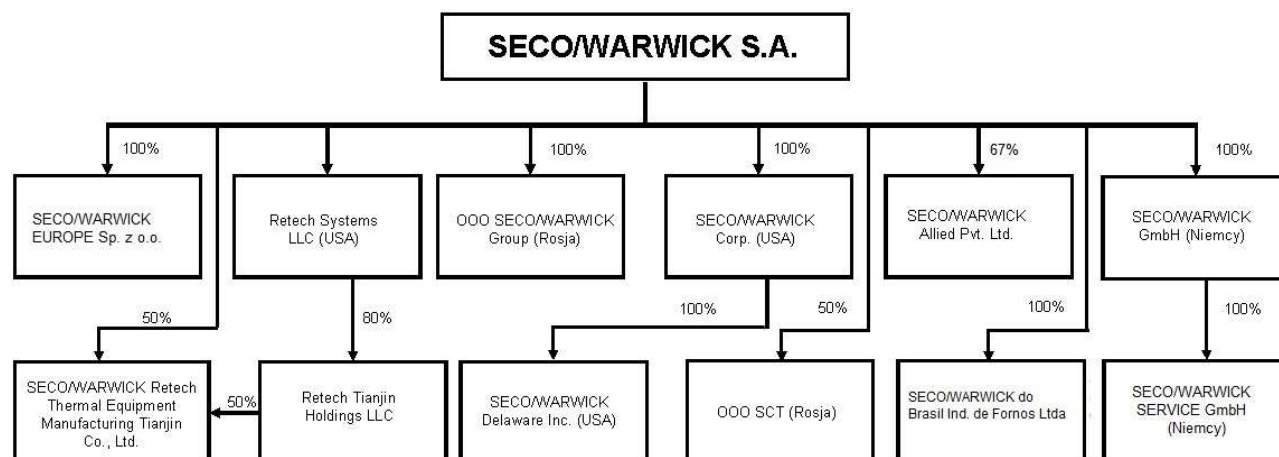 SECO/WARWICK S.A.
100%
100%
100%
67%
100%
SECO/WARWICK
EUROPE Sp. z o.o.
Retech Systems
LLC (USA)
OOO SECO/WARWICK
Group (Rosja)
SECO/WARWICK
Corp. (USA)
SECO/WARWICK
Allied Pvt. Ltd.
SECO/WARWICK
GmbH (Niemcy)
50%
80%
100%
50%
100%
100%
SECO/WARWICK Retech
Thermal Equipment
Manufacturing Tianjin
Co., Ltd.
50%
Retech Tianjin
Holdings LLC
SECO/WARWICK
Delaware Inc. (USA)
OOO SCT (Rosja)
SECO/WARWICK do
Brasil Ind. de Fornos Ltda
SECO/WARWICK
SERVICE GmbH
(Niemcy)